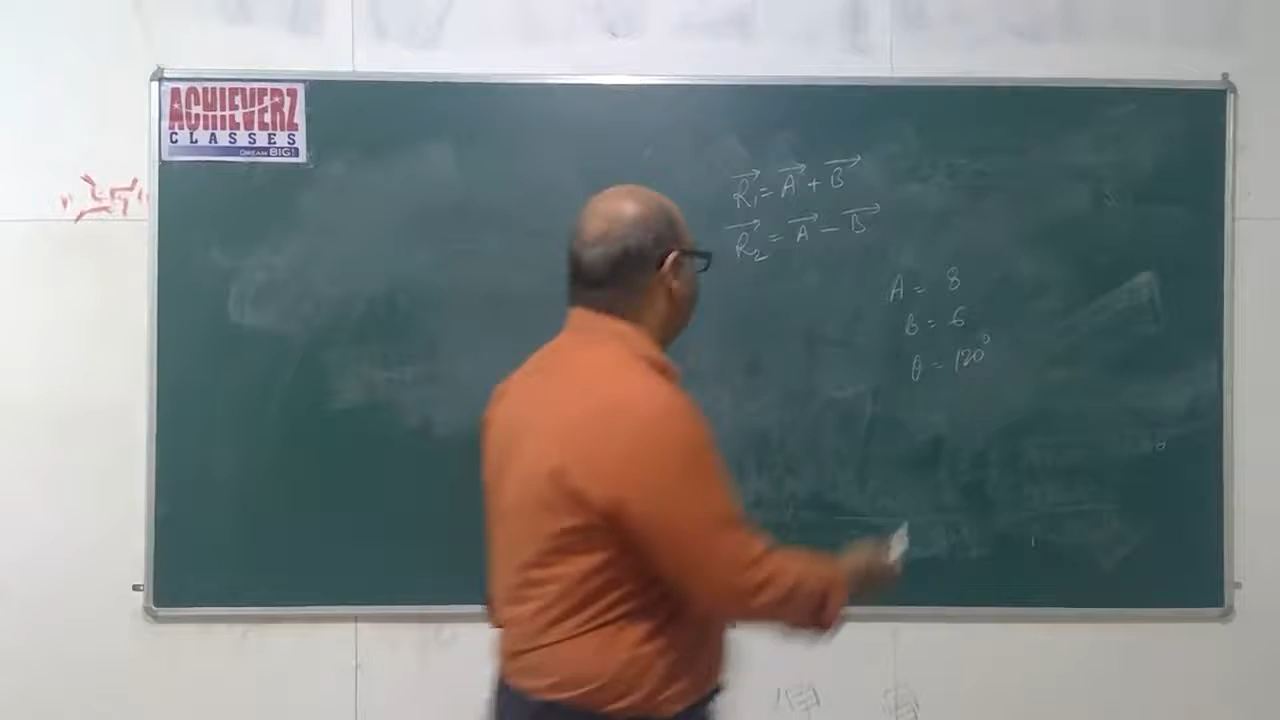 ACHIEVERZ
CLASSES
DREAM BIG!
R₁⃗ = A⃗ + B⃗
R₂⃗ = A⃗ − B⃗
A = 8
B = 6
θ = 120°